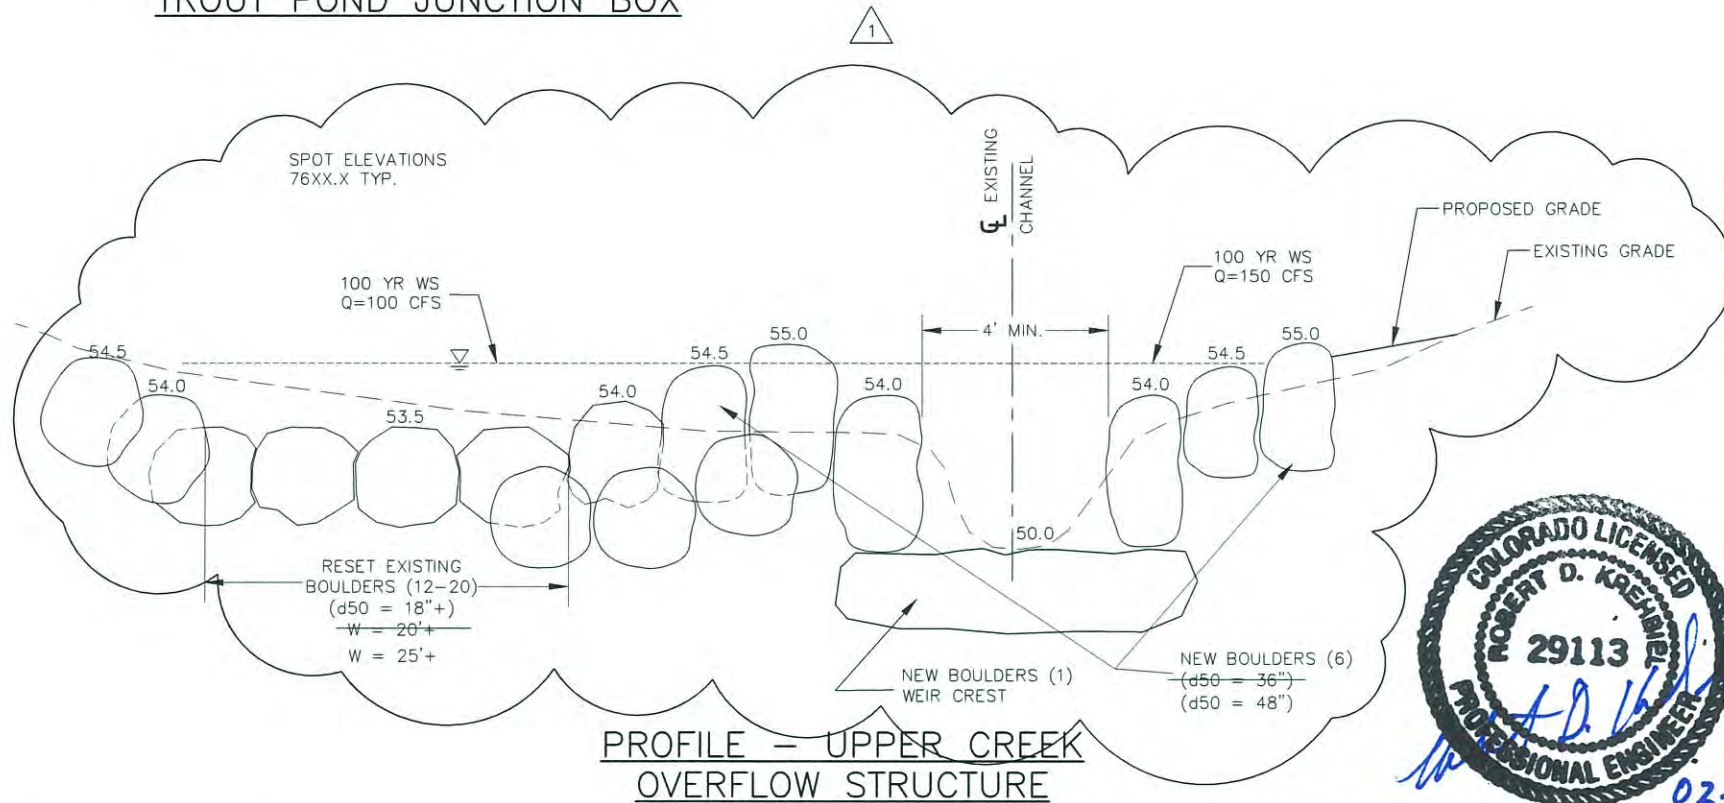 TROUT POND JUNCTION BOX
1
SPOT ELEVATIONS
76XX.X TYP.
℄ EXISTING
CHANNEL
PROPOSED GRADE
EXISTING GRADE
100 YR WS
Q=100 CFS
100 YR WS
Q=150 CFS
4' MIN.
54.5
54.0
53.5
54.0
54.5
55.0
54.0
54.0
54.5
55.0
50.0
RESET EXISTING
BOULDERS (12-20)
(d50 = 18"+)
W = 20'+
W = 25'+
NEW BOULDERS (1)
WEIR CREST
NEW BOULDERS (6)
(d50 = 36")
(d50 = 48")
PROFILE - UPPER CREEK
OVERFLOW STRUCTURE
COLORADO LICENSED
ROBERT D. KREHBIEL
29113
PROFESSIONAL ENGINEER